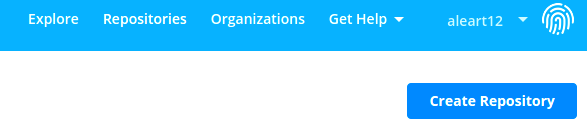 Explore Repositories Organizations Get Help aleart12
Create Repository